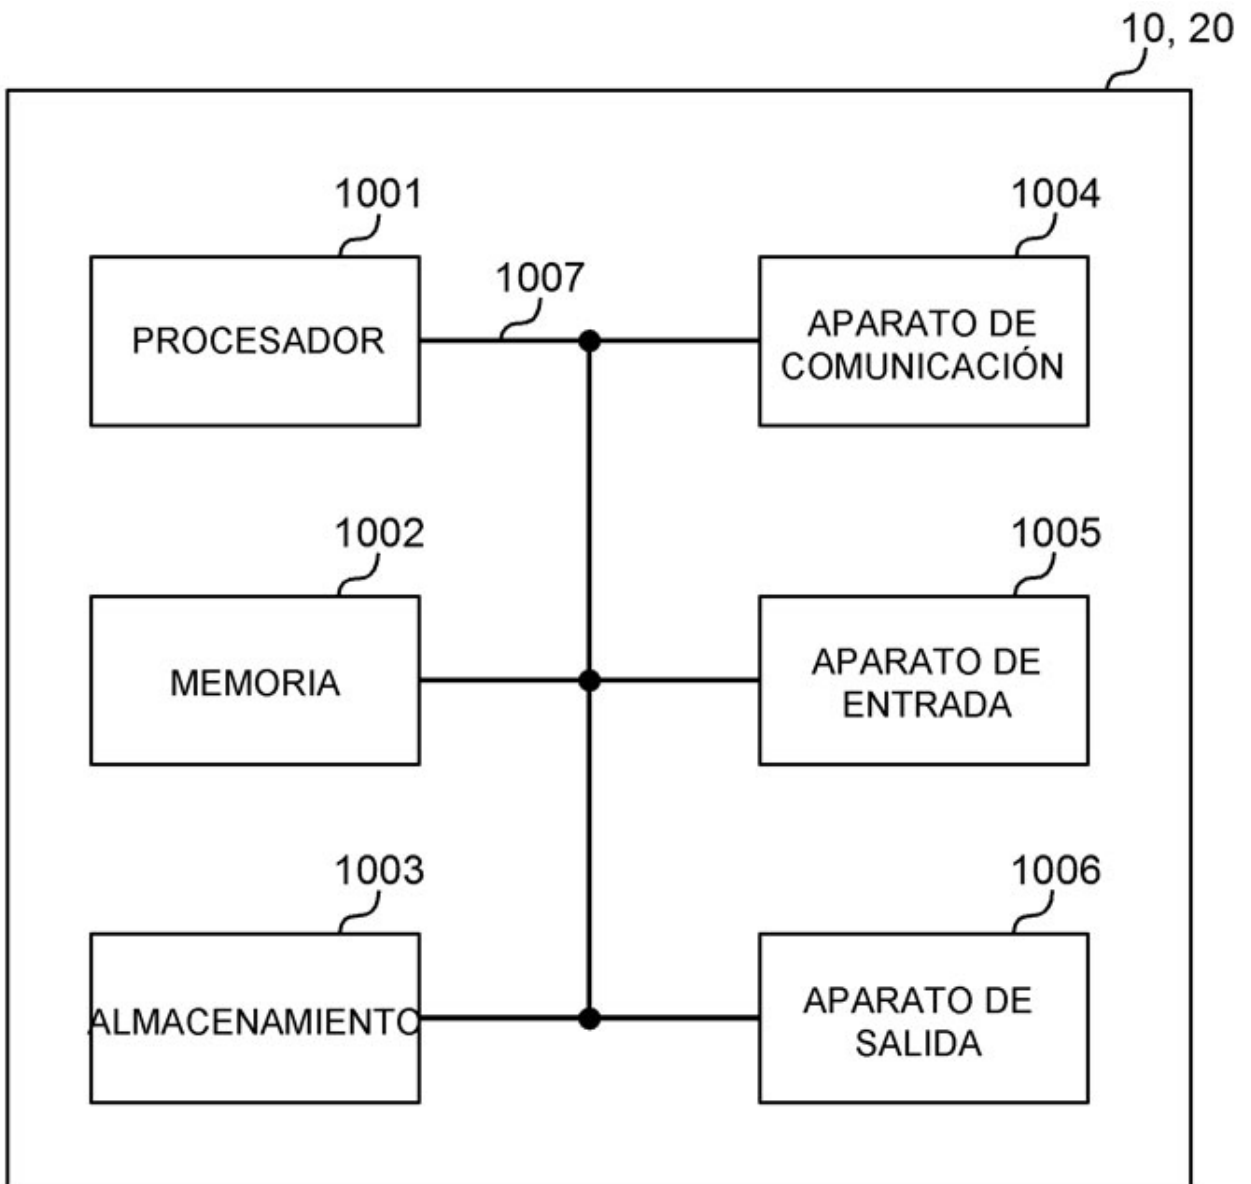 10, 20
1001
1004
1007
PROCESADOR
APARATO DE
COMUNICACIÓN
1002
1005
MEMORIA
APARATO DE
ENTRADA
1003
1006
ALMACENAMIENTO
APARATO DE
SALIDA